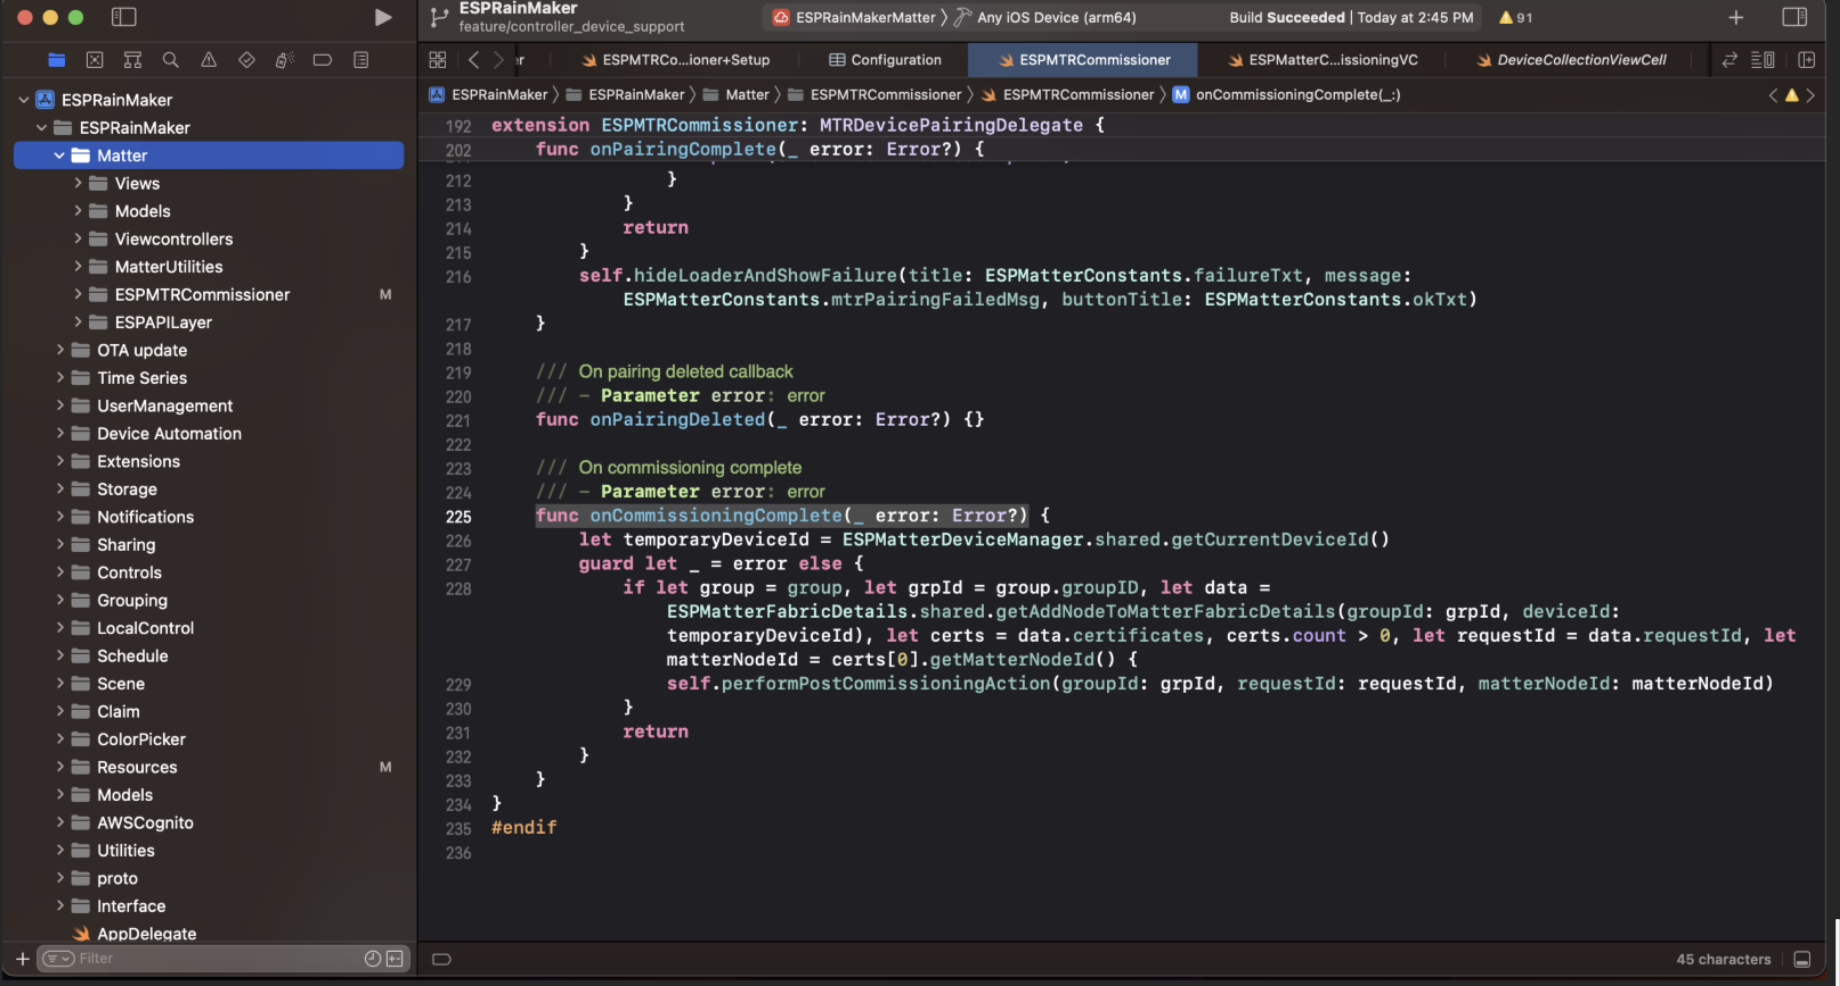 ESPRainMaker
feature/controller_device_support
ESPRainMakerMatter
Any iOS Device (arm64)
Build Succeeded | Today at 2:45 PM
91
ESPMTRCo...ioner+Setup
Configuration
ESPMTRCommissioner
ESPMatterC...issioningVC
DeviceCollectionViewCell
ESPRainMaker
ESPRainMaker
Matter
ESPMTRCommissioner
ESPMTRCommissioner
M
onCommissioningComplete(_:)
ESPRainMaker
ESPRainMaker
Matter
Views
Models
Viewcontrollers
MatterUtilities
ESPMTRCommissioner M
ESPAPILayer
OTA update
Time Series
UserManagement
Device Automation
Extensions
Storage
Notifications
Sharing
Controls
Grouping
LocalControl
Schedule
Scene
Claim
ColorPicker
Resources M
Models
AWSCognito
Utilities
proto
Interface
AppDelegate
Filter
192 extension ESPMTRCommissioner: MTRDevicePairingDelegate {
202 func onPairingComplete(_ error: Error?) {
212 }
213 }
214 return
215 }
216 self.hideLoaderAndShowFailure(title: ESPMatterConstants.failureTxt, message:
ESPMatterConstants.mtrPairingFailedMsg, buttonTitle: ESPMatterConstants.okTxt)
217 }
218
219 /// On pairing deleted callback
220 /// - Parameter error: error
221 func onPairingDeleted(_ error: Error?) {}
222
223 /// On commissioning complete
224 /// - Parameter error: error
225 func onCommissioningComplete(_ error: Error?) {
226 let temporaryDeviceId = ESPMatterDeviceManager.shared.getCurrentDeviceId()
227 guard let _ = error else {
228 if let group = group, let grpId = group.groupID, let data =
ESPMatterFabricDetails.shared.getAddNodeToMatterFabricDetails(groupId: grpId, deviceId:
temporaryDeviceId), let certs = data.certificates, certs.count > 0, let requestId = data.requestId, let
matterNodeId = certs[0].getMatterNodeId() {
229 self.performPostCommissioningAction(groupId: grpId, requestId: requestId, matterNodeId: matterNodeId)
230 }
231 return
232 }
233 }
234 }
235 #endif
236
45 characters